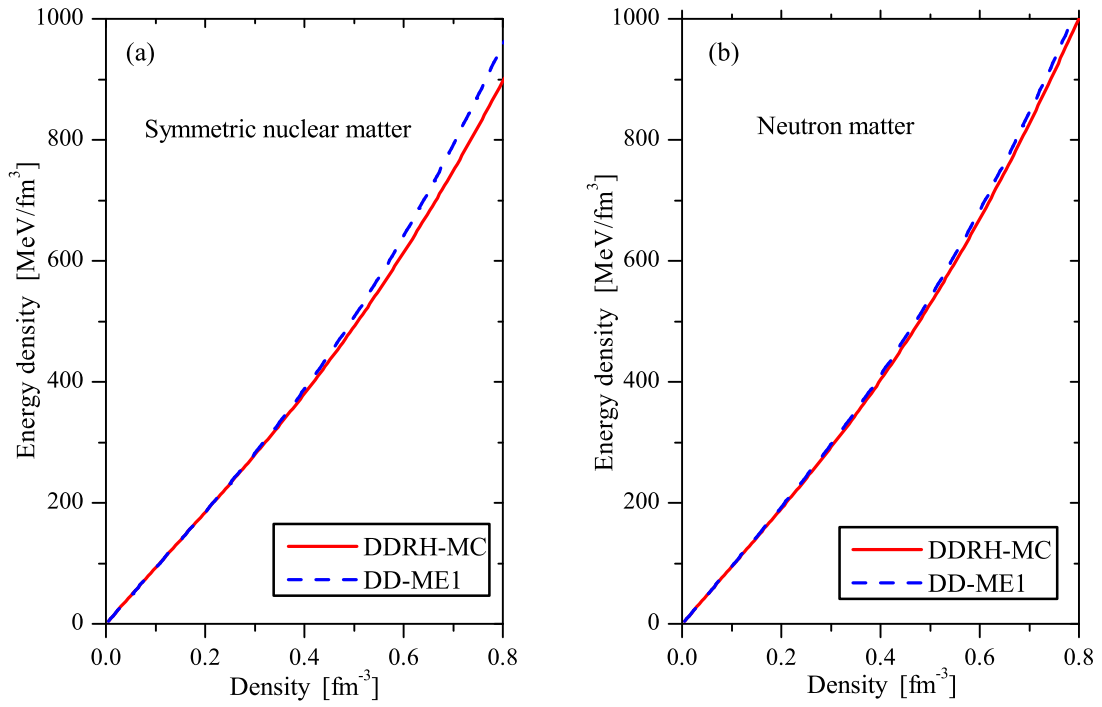 (a)
Symmetric nuclear matter
Energy density [MeV/fm³]
1000
800
600
400
200
0
0.0 0.2 0.4 0.6 0.8
Density [fm⁻³]
DDRH-MC
DD-ME1
(b)
Neutron matter
Energy density [MeV/fm³]
1000
800
600
400
200
0
0.0 0.2 0.4 0.6 0.8
Density [fm⁻³]
DDRH-MC
DD-ME1